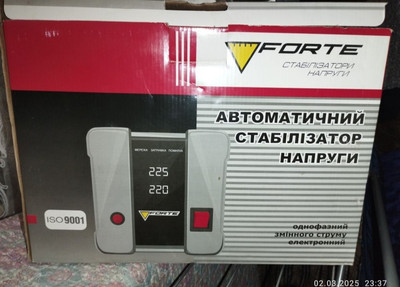 FORTE
СТАБІЛІЗАТОРИ
НАПРУГИ
АВТОМАТИЧНИЙ
СТАБІЛІЗАТОР
НАПРУГИ
225
220
FORTE
ISO 9001
однофазний
змінного струму
електронний
02.03.2025 23:37